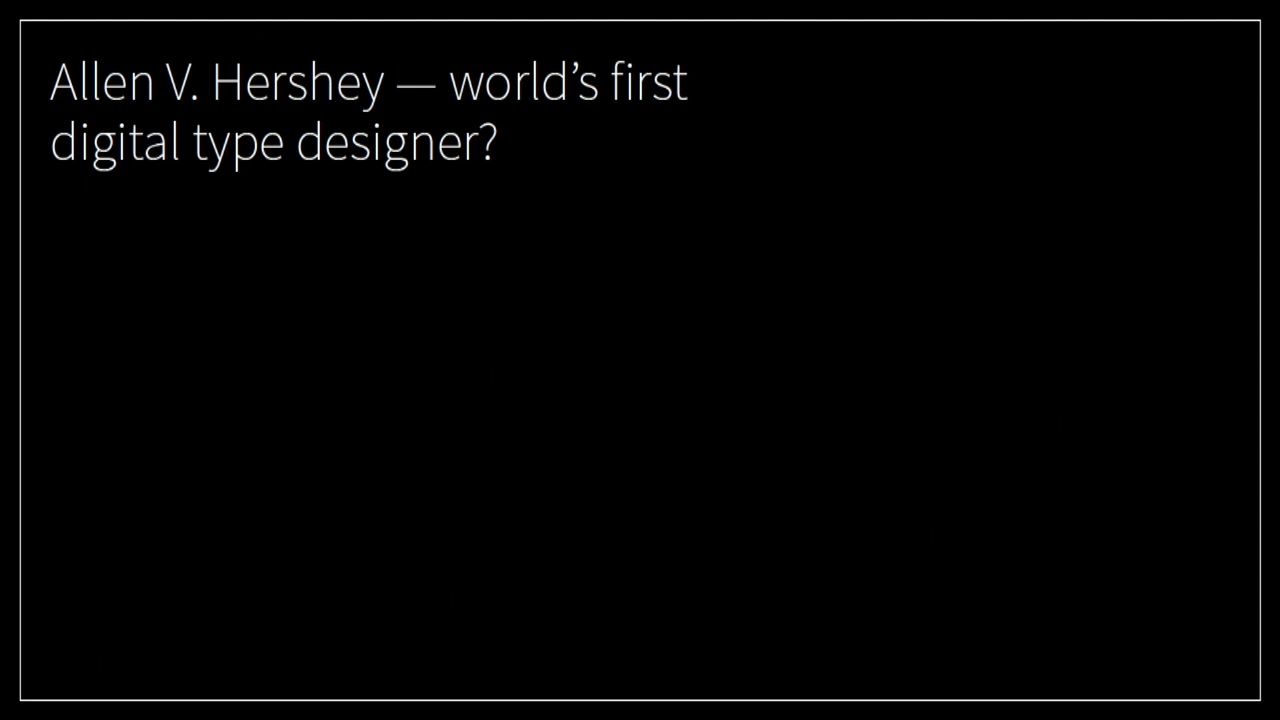 Allen V. Hershey — world’s first
digital type designer?